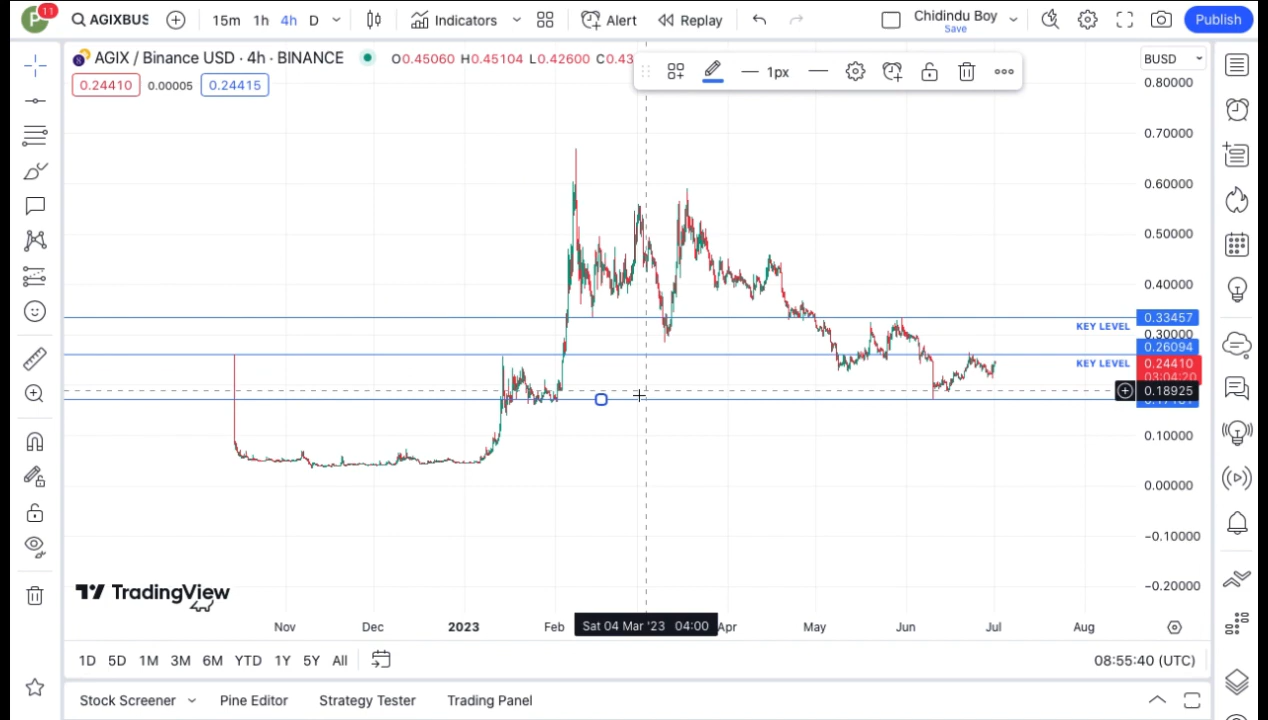 P 11 AGIXBUS 15m 1h 4h D Indicators Alert Replay Chidindu Boy Save Publish
AGIX / Binance USD · 4h · BINANCE O0.45060 H0.45104 L0.42600 C0.43
0.24410 0.00005 0.24415
1px
BUSD
0.80000
0.70000
0.60000
0.50000
0.40000
0.33457
KEY LEVEL
0.30000
0.26094
KEY LEVEL
0.24410
03:04:20
0.18925
0.10000
0.00000
−0.10000
−0.20000
TradingView
Nov Dec 2023 Feb Sat 04 Mar '23 04:00 Apr May Jun Jul Aug
1D 5D 1M 3M 6M YTD 1Y 5Y All 08:55:40 (UTC)
Stock Screener Pine Editor Strategy Tester Trading Panel